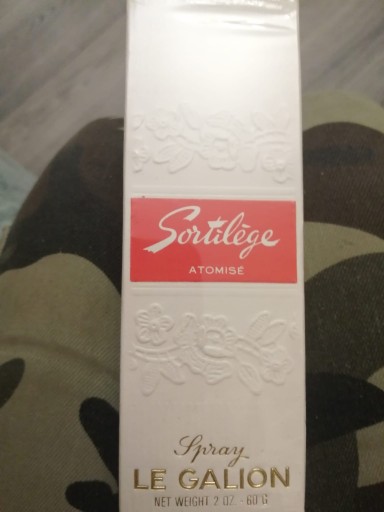 Sortilège
ATOMISÉ
Spray
LE GALION
NET WEIGHT 2 OZ. - 60 G